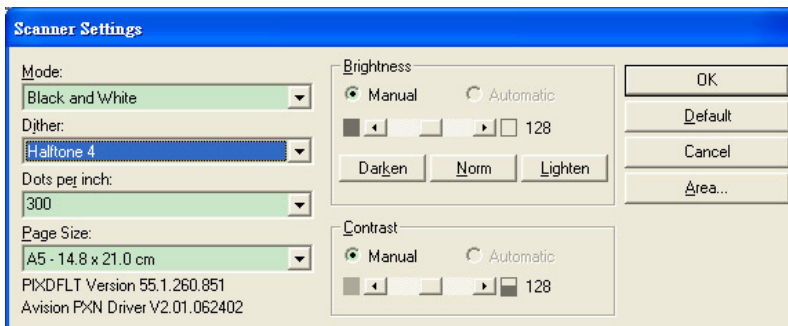 Scanner Settings
Mode:
Black and White
Dither:
Halftone 4
Dots per inch:
300
Page Size:
A5 - 14.8 x 21.0 cm
PIXDFLT Version 55.1.260.851
Avision PXN Driver V2.01.062402
Brightness
Manual Automatic
128
Darken Norm Lighten
Contrast
Manual Automatic
128
OK
Default
Cancel
Area...